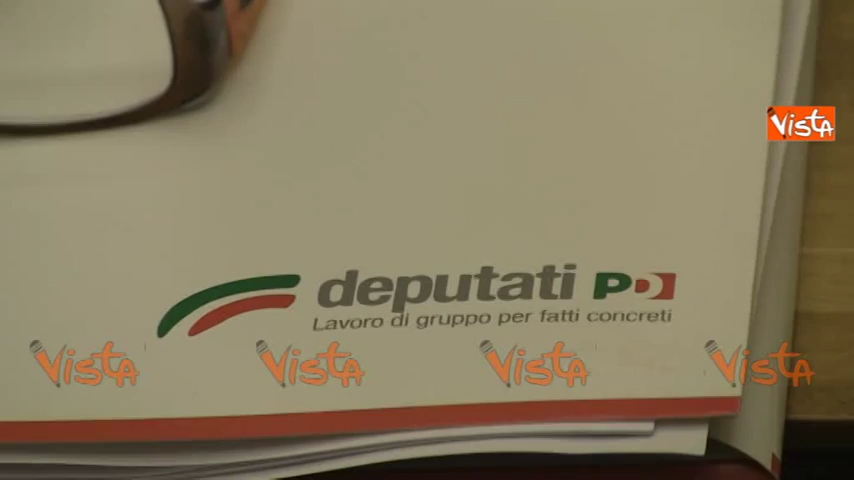 Vista
deputati PD
Lavoro di gruppo per fatti concreti
Vista Vista Vista Vista